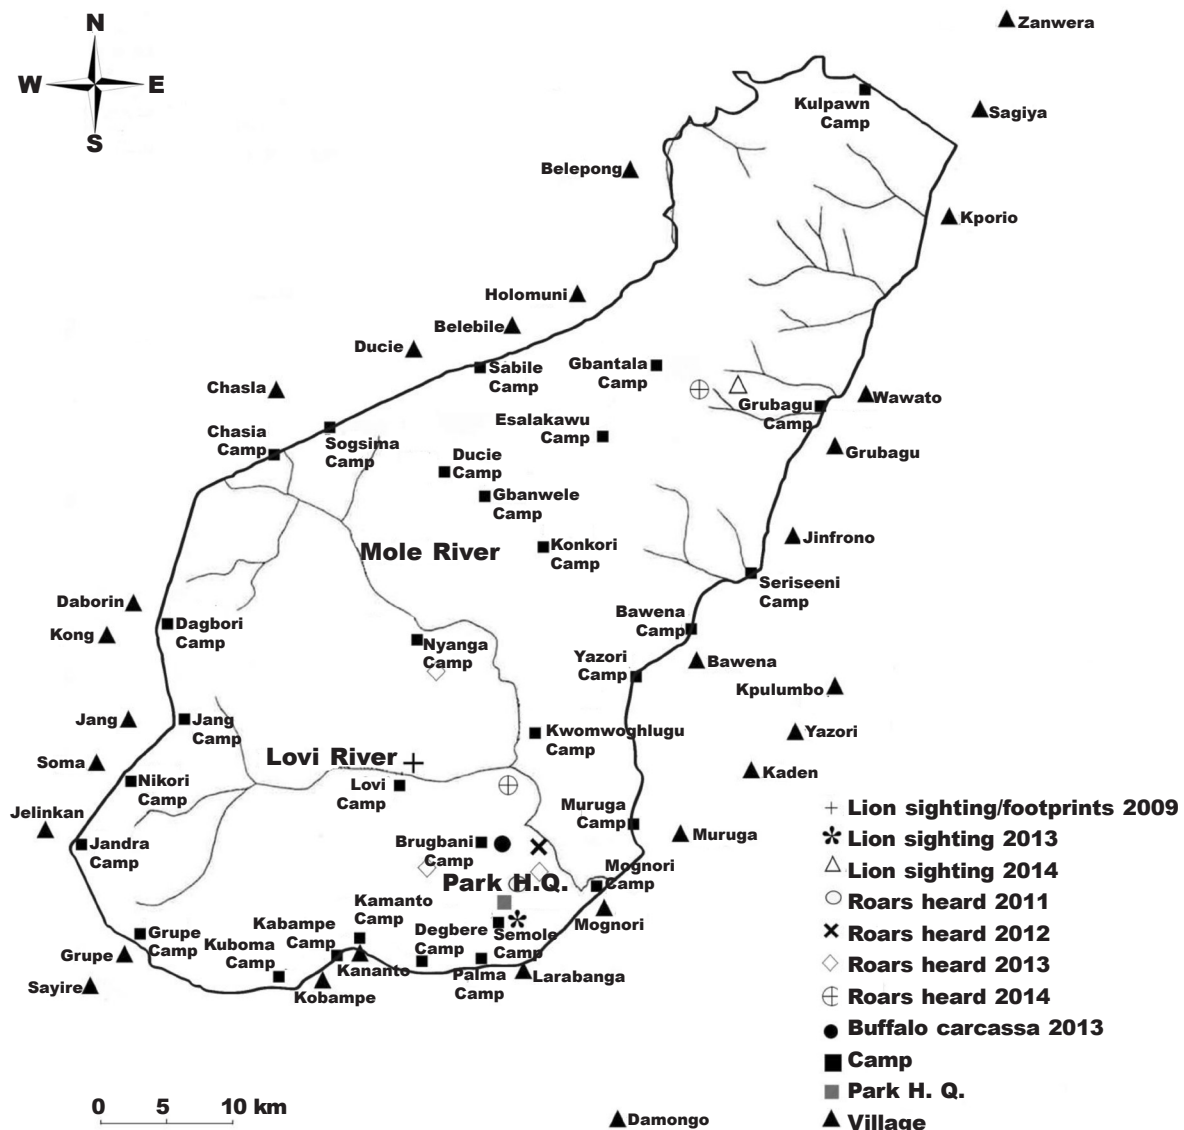 N
W
E
S
Zanwera
Kulpawn
Camp
Sagiya
Belepong
Kporio
Holomuni
Belebile
Ducie
Sabile
Camp
Gbantala
Camp
Chasla
Grubagu
Camp
Wawato
Chasia
Camp
Sogsima
Camp
Esalakawu
Camp
Grubagu
Ducie
Camp
Gbanwele
Camp
Mole River
Konkori
Camp
Jinfrono
Seriseeni
Camp
Daborin
Kong
Dagbori
Camp
Nyanga
Camp
Bawena
Camp
Yazori
Camp
Bawena
Kpulumbo
Jang
Jang
Camp
Kwomwoghlugu
Camp
Yazori
Soma
Nikori
Camp
Lovi River
Lovi
Camp
Kaden
Jelinkan
Jandra
Camp
Brugbani
Camp
Muruga
Camp
Muruga
Park H.Q.
Mognori
Camp
Mognori
Kamanto
Camp
Kabampe
Camp
Degbere
Camp
Semole
Camp
Grupe
Camp
Kuboma
Camp
Grupe
Kananto
Palma
Camp
Larabanga
Sayire
Kobampe
Damongo
Lion sighting/footprints 2009
Lion sighting 2013
Lion sighting 2014
Roars heard 2011
Roars heard 2012
Roars heard 2013
Roars heard 2014
Buffalo carcassa 2013
Camp
Park H. Q.
Village
0 5 10 km